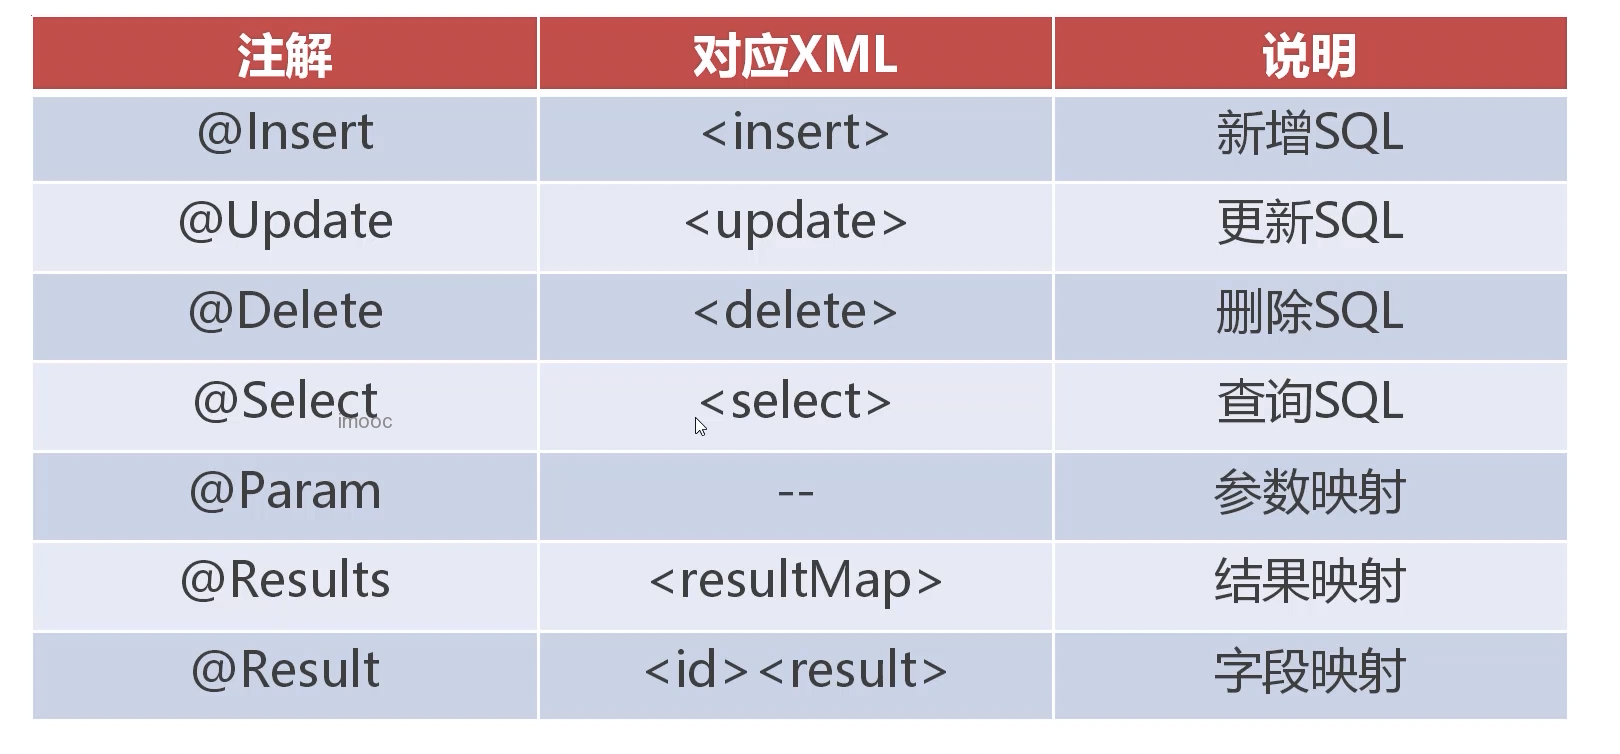 注解 对应XML 说明
@Insert <insert> 新增SQL
@Update <update> 更新SQL
@Delete <delete> 删除SQL
@Select <select> 查询SQL
imooc
@Param -- 参数映射
@Results <resultMap> 结果映射
@Result <id><result> 字段映射